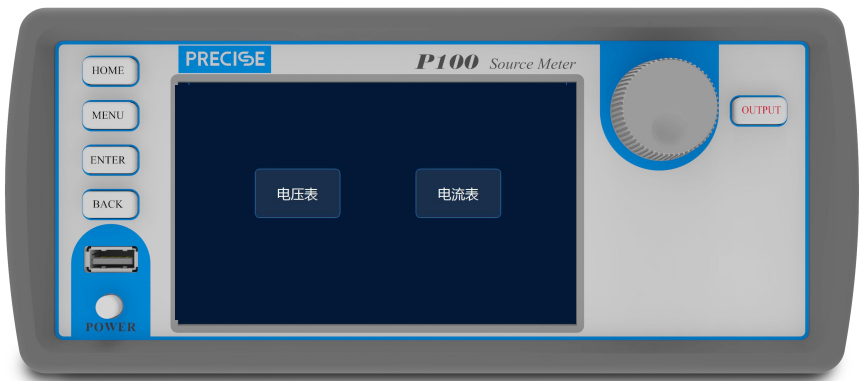 PRECISE
P100 Source Meter
HOME
MENU
ENTER
BACK
POWER
电压表
电流表
OUTPUT